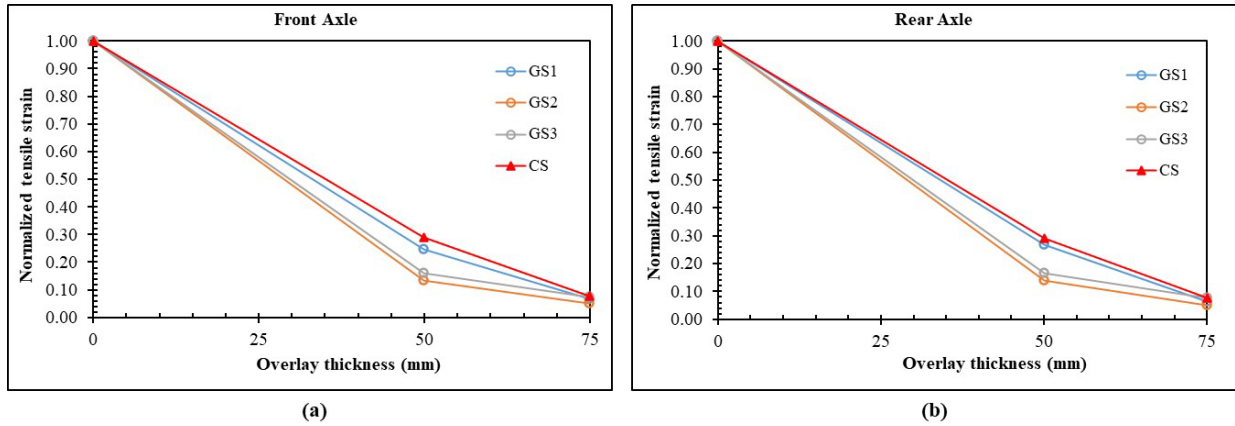 Front Axle
Normalized tensile strain
1.00
0.90
0.80
0.70
0.60
0.50
0.40
0.30
0.20
0.10
0.00
GS1
GS2
GS3
CS
0 25 50 75
Overlay thickness (mm)
(a)
Rear Axle
Normalized tensile strain
1.00
0.90
0.80
0.70
0.60
0.50
0.40
0.30
0.20
0.10
0.00
GS1
GS2
GS3
CS
0 25 50 75
Overlay thickness (mm)
(b)